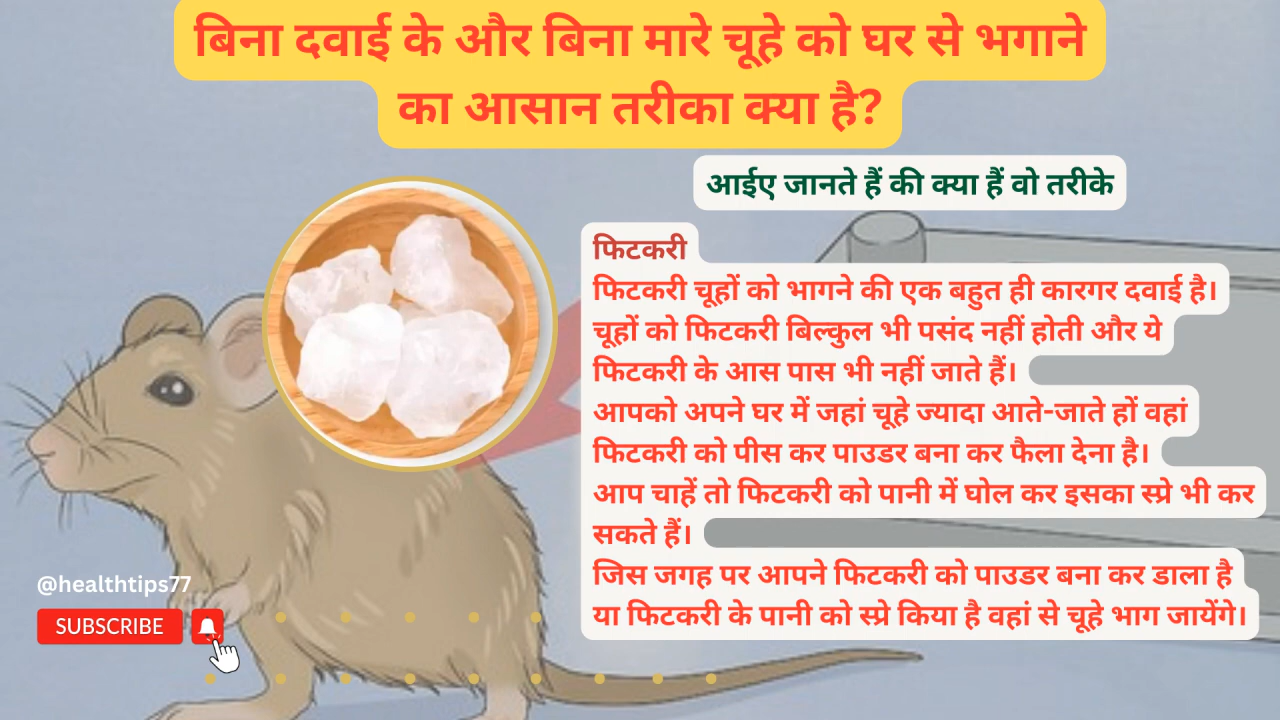 बिना दवाई के और बिना मारे चूहे को घर से भगाने
का आसान तरीका क्या है?
आईए जानते हैं की क्या हैं वो तरीके
फिटकरी
फिटकरी चूहों को भागने की एक बहुत ही कारगर दवाई है।
चूहों को फिटकरी बिल्कुल भी पसंद नहीं होती और ये
फिटकरी के आस पास भी नहीं जाते हैं।
आपको अपने घर में जहां चूहे ज्यादा आते-जाते हों वहां
फिटकरी को पीस कर पाउडर बना कर फैला देना है।
आप चाहें तो फिटकरी को पानी में घोल कर इसका स्प्रे भी कर
सकते हैं।
जिस जगह पर आपने फिटकरी को पाउडर बना कर डाला है
या फिटकरी के पानी को स्प्रे किया है वहां से चूहे भाग जायेंगे।
@healthtips77
SUBSCRIBE